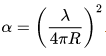 α = (λ / 4πR)².